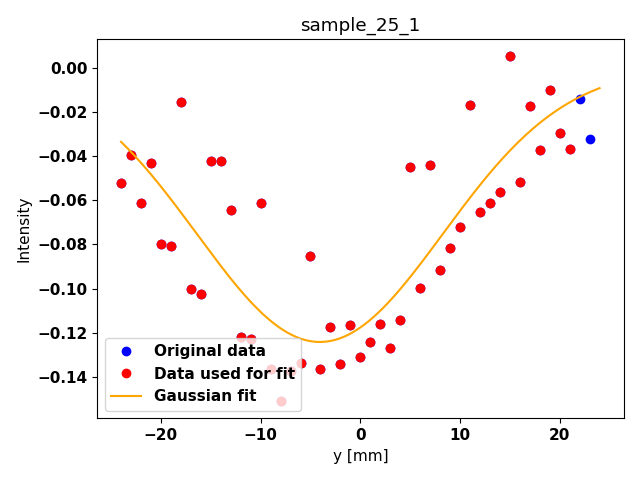 sample_25_1
0.00
−0.02
−0.04
−0.06
−0.08
−0.10
−0.12
−0.14
Intensity
Original data
Data used for fit
Gaussian fit
−20
−10
0
10
20
y [mm]